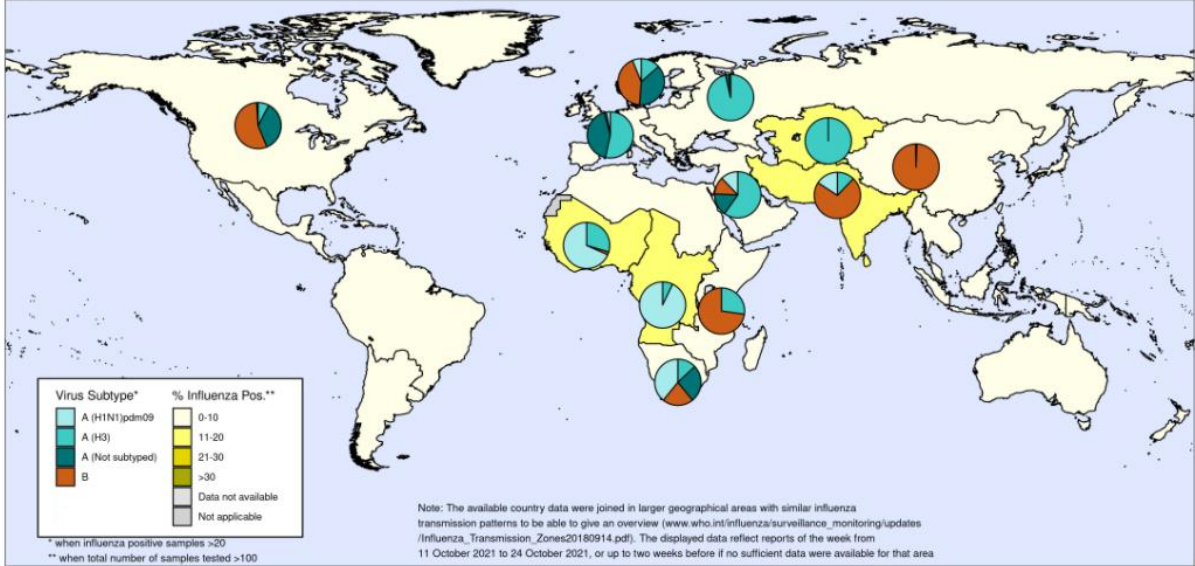 Virus Subtype*
A (H1N1)pdm09
A (H3)
A (Not subtyped)
B
% Influenza Pos.**
0-10
11-20
21-30
>30
Data not available
Not applicable
* when influenza positive samples >20
** when total number of samples tested >100
Note: The available country data were joined in larger geographical areas with similar influenza
transmission patterns to be able to give an overview (www.who.int/influenza/surveillance_monitoring/updates
/Influenza_Transmission_Zones20180914.pdf). The displayed data reflect reports of the week from
11 October 2021 to 24 October 2021, or up to two weeks before if no sufficient data were available for that area